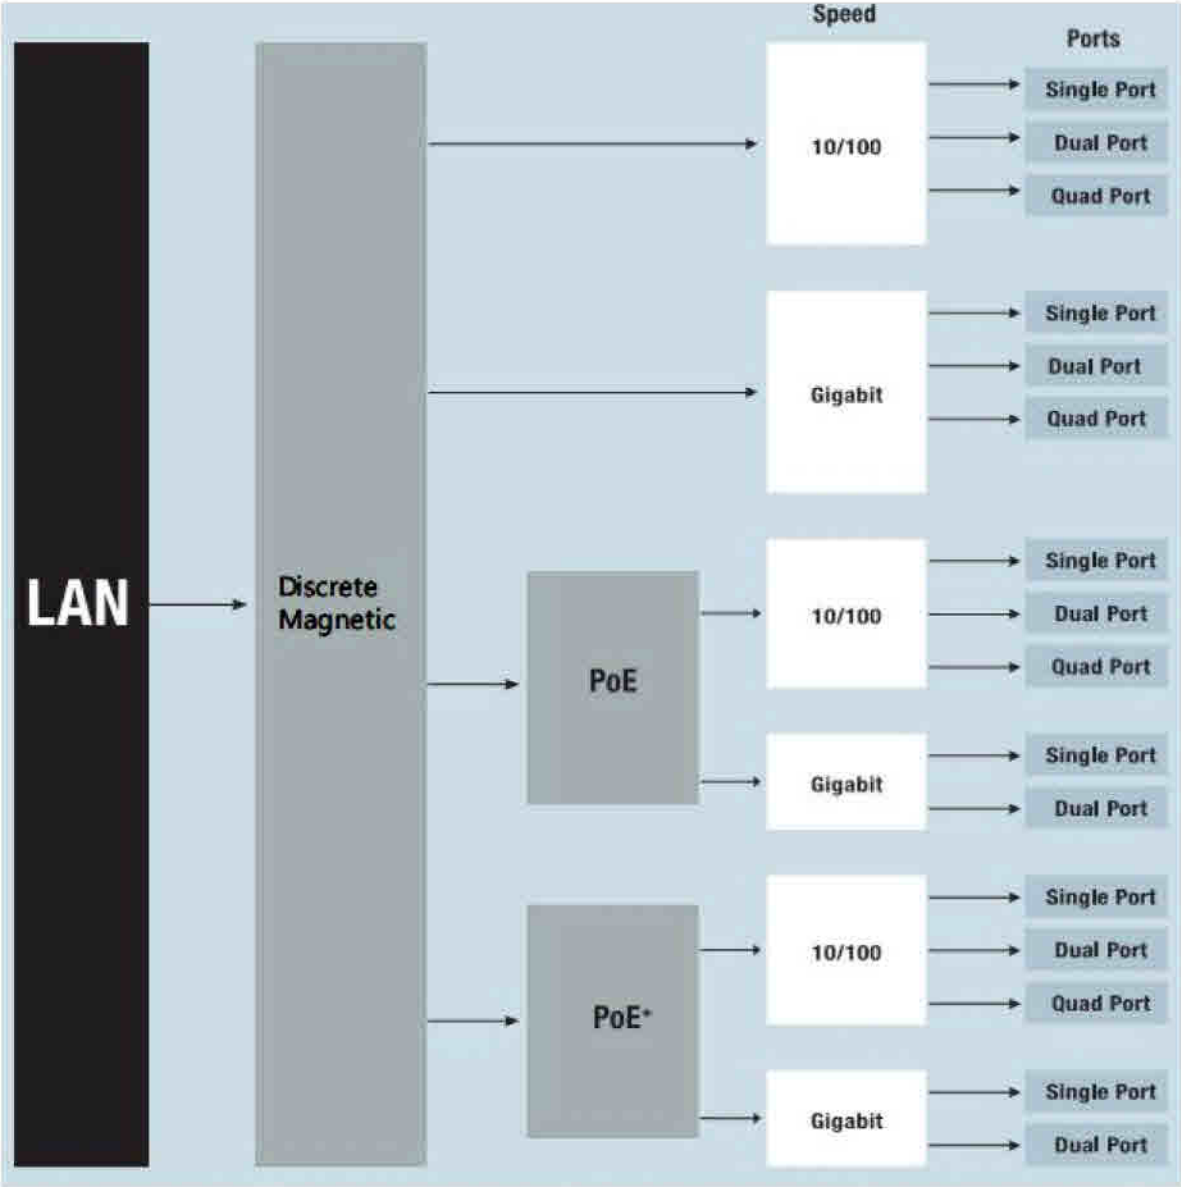 Speed
Ports
LAN
Discrete
Magnetic
10/100
Single Port
Dual Port
Quad Port
Gigabit
Single Port
Dual Port
Quad Port
PoE
10/100
Single Port
Dual Port
Quad Port
Gigabit
Single Port
Dual Port
PoE+
10/100
Single Port
Dual Port
Quad Port
Gigabit
Single Port
Dual Port